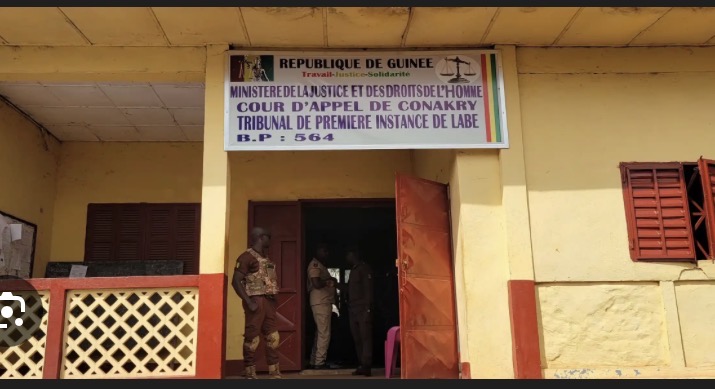 REPUBLIQUE DE GUINEE
Travail-Justice-Solidarité
MINISTERE DE LA JUSTICE ET DES DROITS DE L'HOMME
COUR D'APPEL DE CONAKRY
TRIBUNAL DE PREMIERE INSTANCE DE LABE
B.P : 564